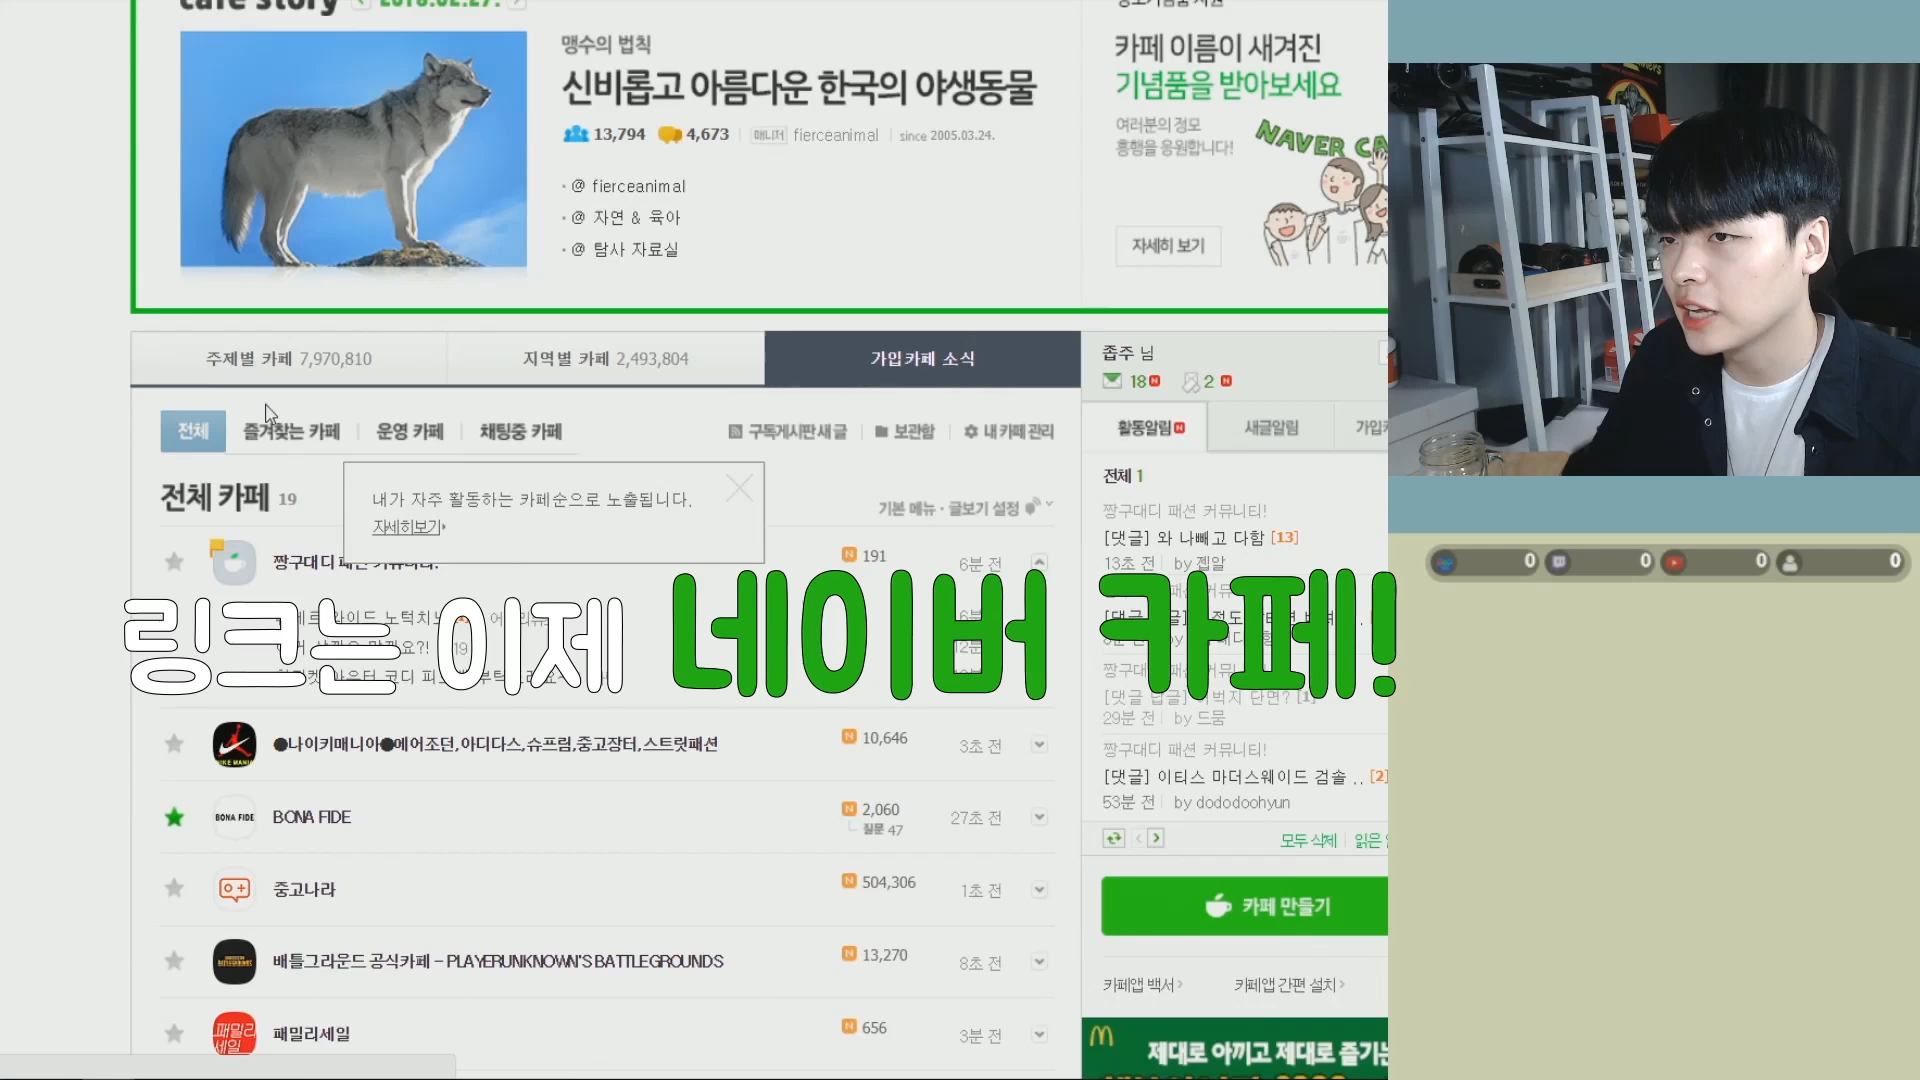 cafe story 2018.02.27.
맹수의 법칙
신비롭고 아름다운 한국의 야생동물
13,794 4,673 매니저 fierceanimal since 2005.03.24.
· @ fierceanimal
· @ 자연 & 육아
· @ 탐사 자료실
카페 이름이 새겨진
기념품을 받아보세요
여러분의 정모
흥행을 응원합니다!
NAVER CA
자세히 보기
주제별 카페 7,970,810
지역별 카페 2,493,804
가입카페 소식
전체
즐겨찾는 카페
운영 카페
채팅중 카페
구독게시판 새글
보관함
내 카페 관리
전체 카페 19
내가 자주 활동하는 카페순으로 노출됩니다.
자세히보기
기본 메뉴 · 글보기 설정
짱구대디
N 191
6분 전
링크는 이제 네이버 카페!
●나이키매니아●에어조던,아디다스,슈프림,중고장터,스트릿패션
N 10,646
3초 전
BONA FIDE
BONA FIDE
N 2,060
질문 47
27초 전
중고나라
N 504,306
1초 전
배틀그라운드 공식카페 - PLAYERUNKNOWN'S BATTLEGROUNDS
N 13,270
8초 전
패밀리세일
패밀리세일
N 656
3분 전
좁주 님
18 N 2 N
활동알림 N
새글알림
전체 1
짱구대디 패션 커뮤니티!
[댓글] 와 나빼고 다함 [13]
13초 전 by 젭알
29분 전 by 드뭄
짱구대디 패션 커뮤니티!
[댓글] 이티스 마더스웨이드 검솔 .. [2]
53분 전 by dododoohyun
모두 삭제
카페 만들기
카페앱 백서
카페앱 간편 설치
제대로 아끼고 제대로 즐기는
0 0 0 0